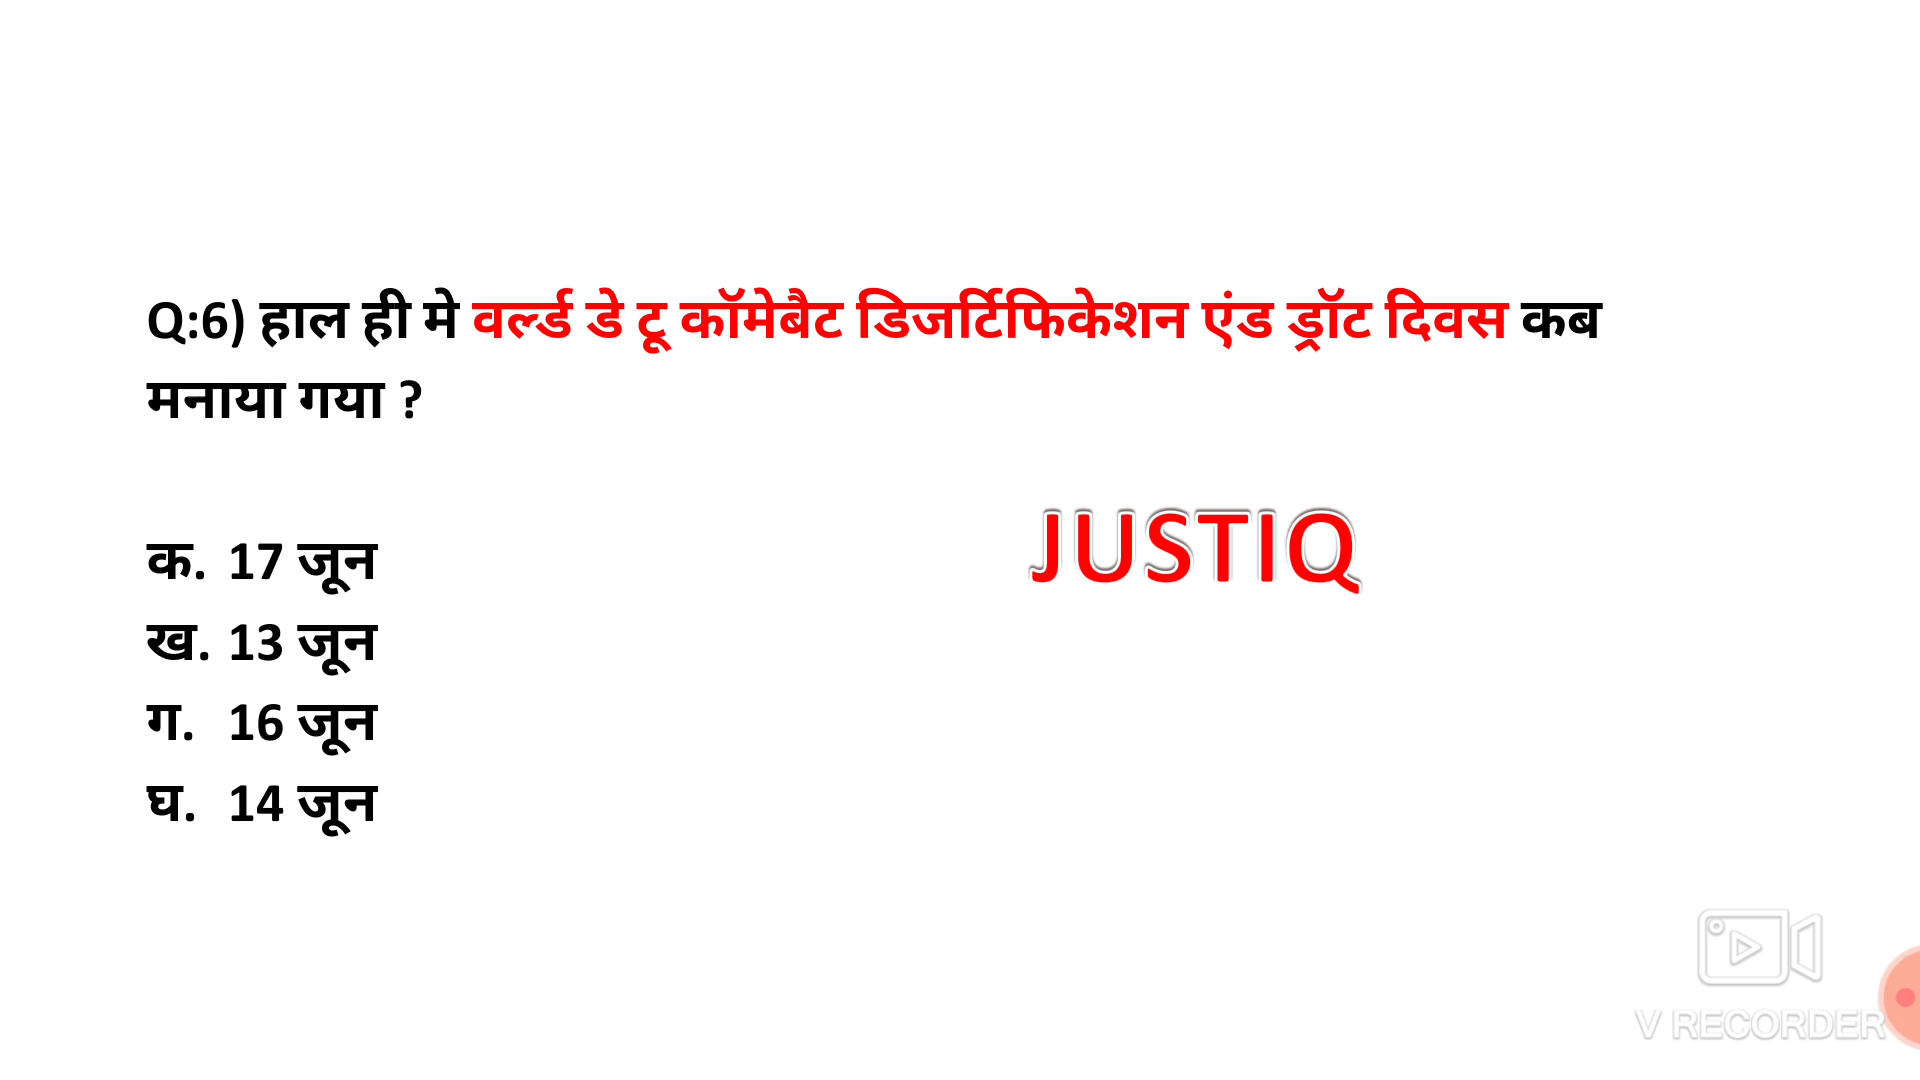 Q:6) हाल ही मे वर्ल्ड डे टू कॉमेबैट डिजर्टिफिकेशन एंड ड्रॉट दिवस कब
मनाया गया ?
JUSTIQ
क. 17 जून
ख. 13 जून
ग. 16 जून
घ. 14 जून
V RECORDER